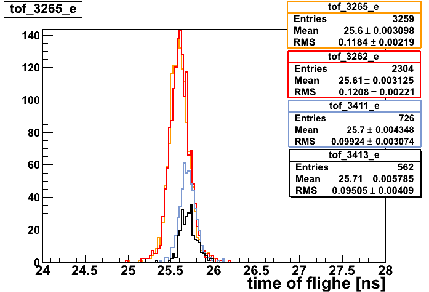 tof_3265_e
tof_3265_e
Entries 3259
Mean 25.6 ± 0.003098
RMS 0.1184 ± 0.00219
tof_3262_e
Entries 2304
Mean 25.61 ± 0.003125
RMS 0.1208 ± 0.00221
tof_3411_e
Entries 726
Mean 25.7 ± 0.004348
RMS 0.09924 ± 0.003074
tof_3413_e
Entries 562
Mean 25.71 0.005785
RMS 0.09505 ± 0.00409
140
120
100
80
60
40
20
0
24 24.5 25 25.5 26 26.5 27 27.5 28
time of flighe [ns]